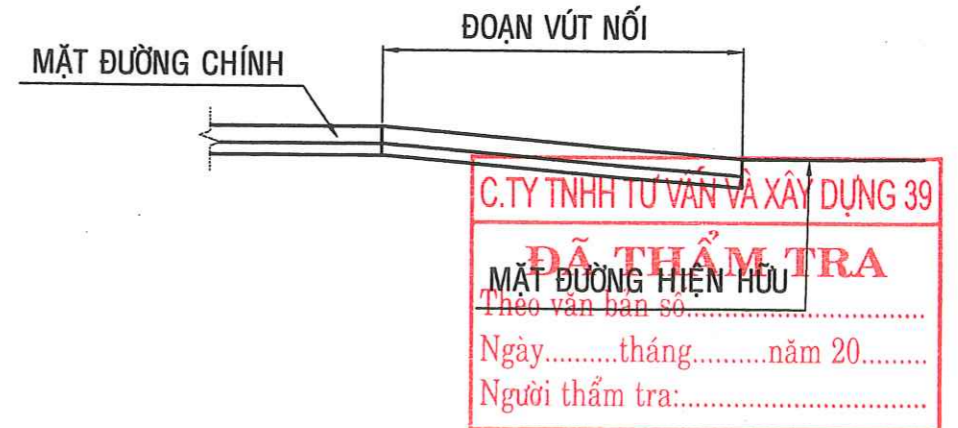 ĐOẠN VÚT NỐI
MẶT ĐƯỜNG CHÍNH
C.TY TNHH TƯ VẤN VÀ XÂY DỰNG 39
ĐÃ THẨM TRA
MẶT ĐƯỜNG HIỆN HỮU
Theo văn bản số................................
Ngày.........tháng..........năm 20.........
Người thẩm tra:.................................